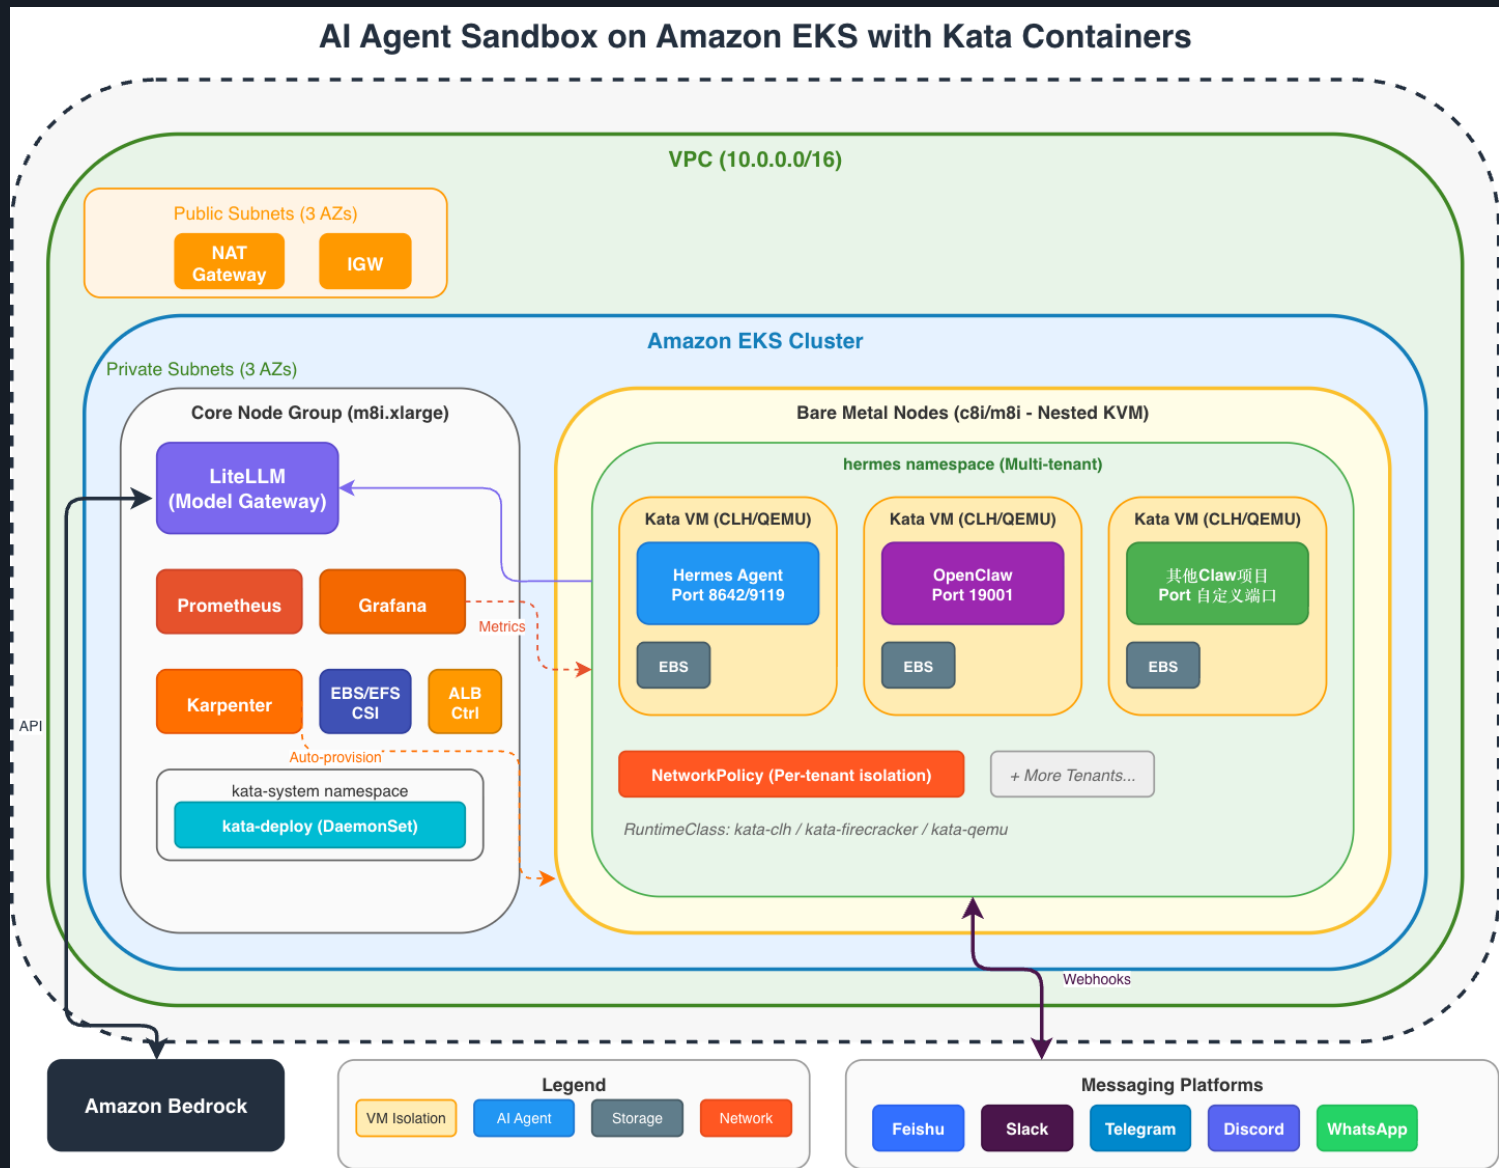 AI Agent Sandbox on Amazon EKS with Kata Containers
VPC (10.0.0.0/16)
Public Subnets (3 AZs)
NAT
Gateway
IGW
Amazon EKS Cluster
Private Subnets (3 AZs)
Core Node Group (m8i.xlarge)
LiteLLM
(Model Gateway)
Prometheus
Grafana
Metrics
Karpenter
EBS/EFS
CSI
ALB
Ctrl
API
Auto-provision
kata-system namespace
kata-deploy (DaemonSet)
Bare Metal Nodes (c8i/m8i - Nested KVM)
hermes namespace (Multi-tenant)
Kata VM (CLH/QEMU)
Hermes Agent
Port 8642/9119
EBS
Kata VM (CLH/QEMU)
OpenClaw
Port 19001
EBS
Kata VM (CLH/QEMU)
其他Claw项目
Port 自定义端口
EBS
NetworkPolicy (Per-tenant isolation)
+ More Tenants...
RuntimeClass: kata-clh / kata-firecracker / kata-qemu
Webhooks
Amazon Bedrock
Legend
VM Isolation
AI Agent
Storage
Network
Messaging Platforms
Feishu
Slack
Telegram
Discord
WhatsApp